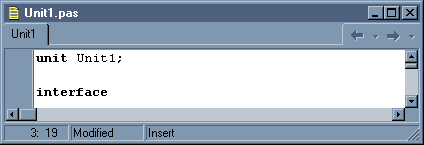 Unit1.pas
Unit1
unit Unit1;
interface
3: 19 Modified Insert